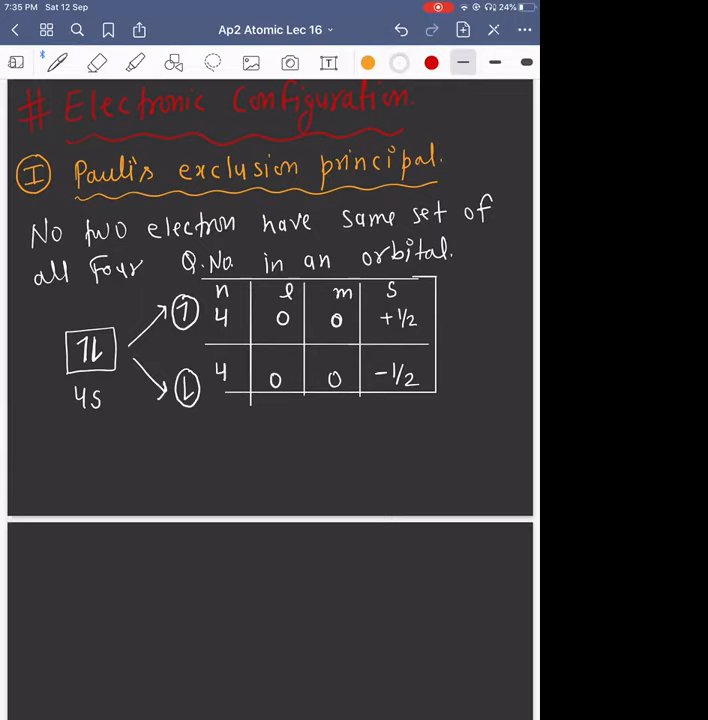 7:35 PM Sat 12 Sep 24%
Ap2 Atomic Lec 16
T
# Electronic Configuration.
I Pauli's exclusion principal.
No two electron have same set of
all Four Q.No. in an orbital.
n l m s
1 4 0 0 +1/2
1L
L 4 0 0 -1/2
4s